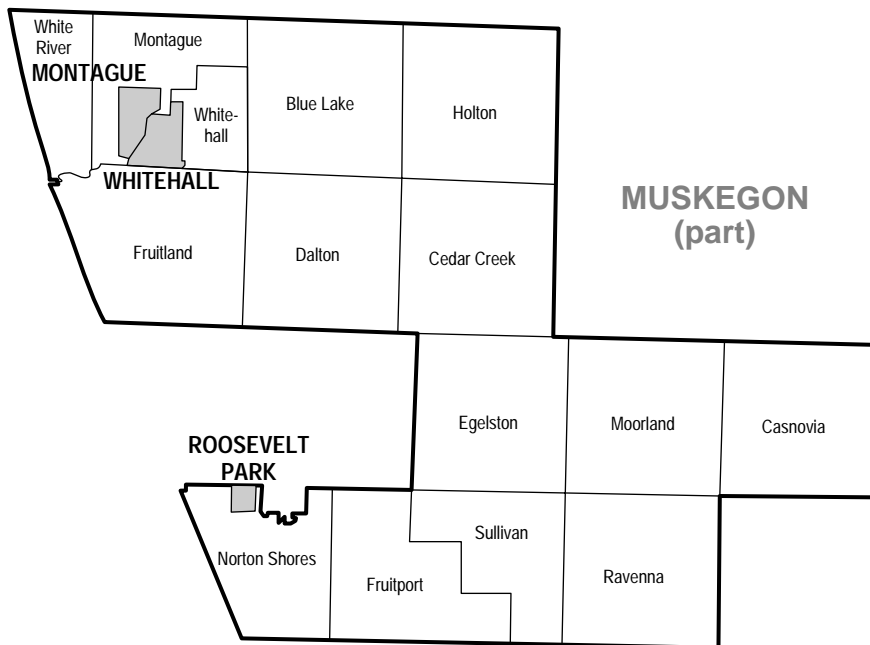 White
River
Montague
MONTAGUE
White-
hall
Blue Lake
Holton
WHITEHALL
MUSKEGON
(part)
Fruitland
Dalton
Cedar Creek
Egelston
Moorland
Casnovia
ROOSEVELT
PARK
Norton Shores
Fruitport
Sullivan
Ravenna